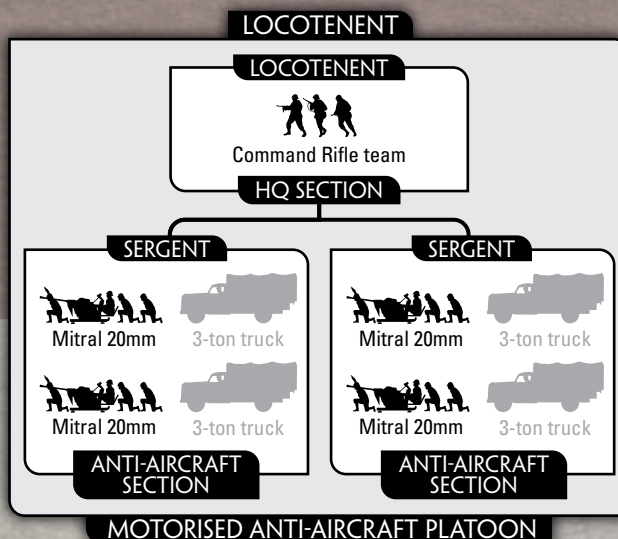 LOCOTENENT
LOCOTENENT
Command Rifle team
HQ SECTION
SERGENT
Mitral 20mm 3-ton truck
Mitral 20mm 3-ton truck
ANTI-AIRCRAFT
SECTION
SERGENT
Mitral 20mm 3-ton truck
Mitral 20mm 3-ton truck
ANTI-AIRCRAFT
SECTION
MOTORISED ANTI-AIRCRAFT PLATOON